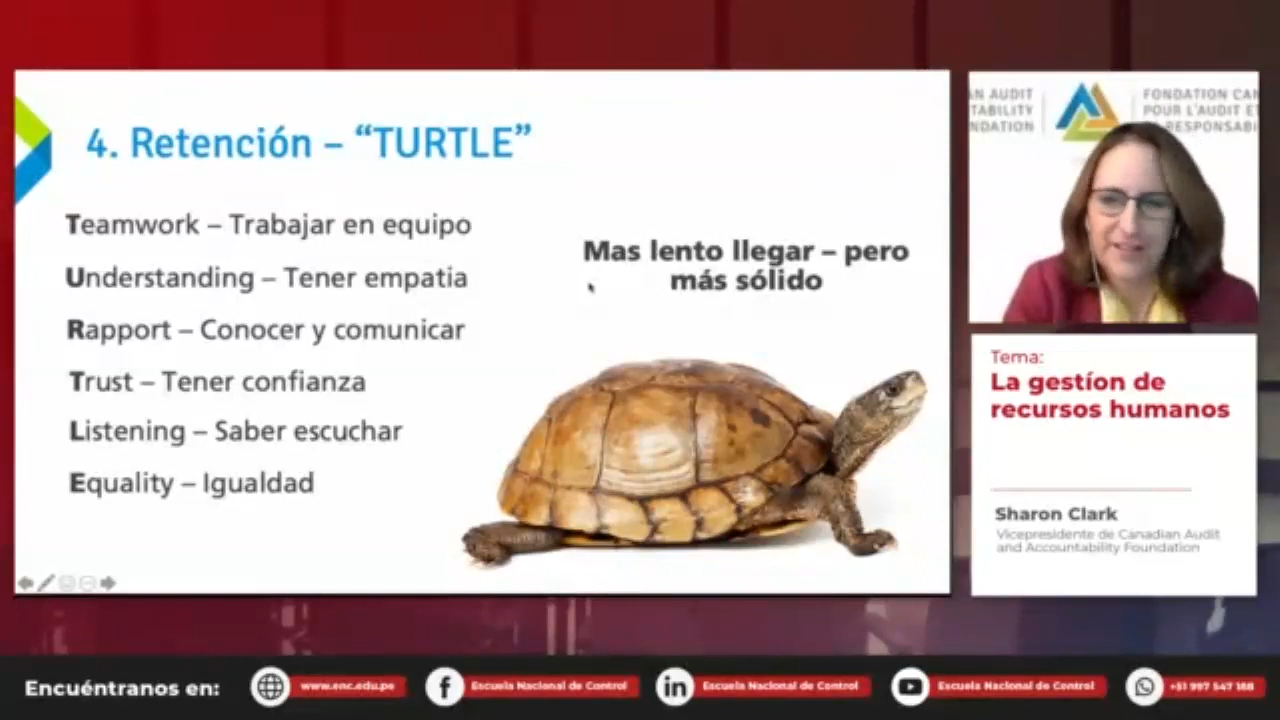 4. Retención – “TURTLE”
Teamwork – Trabajar en equipo
Understanding – Tener empatia
Rapport – Conocer y comunicar
Trust – Tener confianza
Listening – Saber escuchar
Equality – Igualdad
Mas lento llegar – pero
más sólido
AN AUDIT
TABILITY
NDATION
FONDATION CAN
POUR L'AUDIT ET
RESPONSABI
Tema:
La gestíon de
recursos humanos
Sharon Clark
Vicepresidente de Canadian Audit
and Accountability Foundation
Encuéntranos en:
www.enc.edu.pe
Escuela Nacional de Control
Escuela Nacional de Control
Escuela Nacional de Control
+51 997 547 188